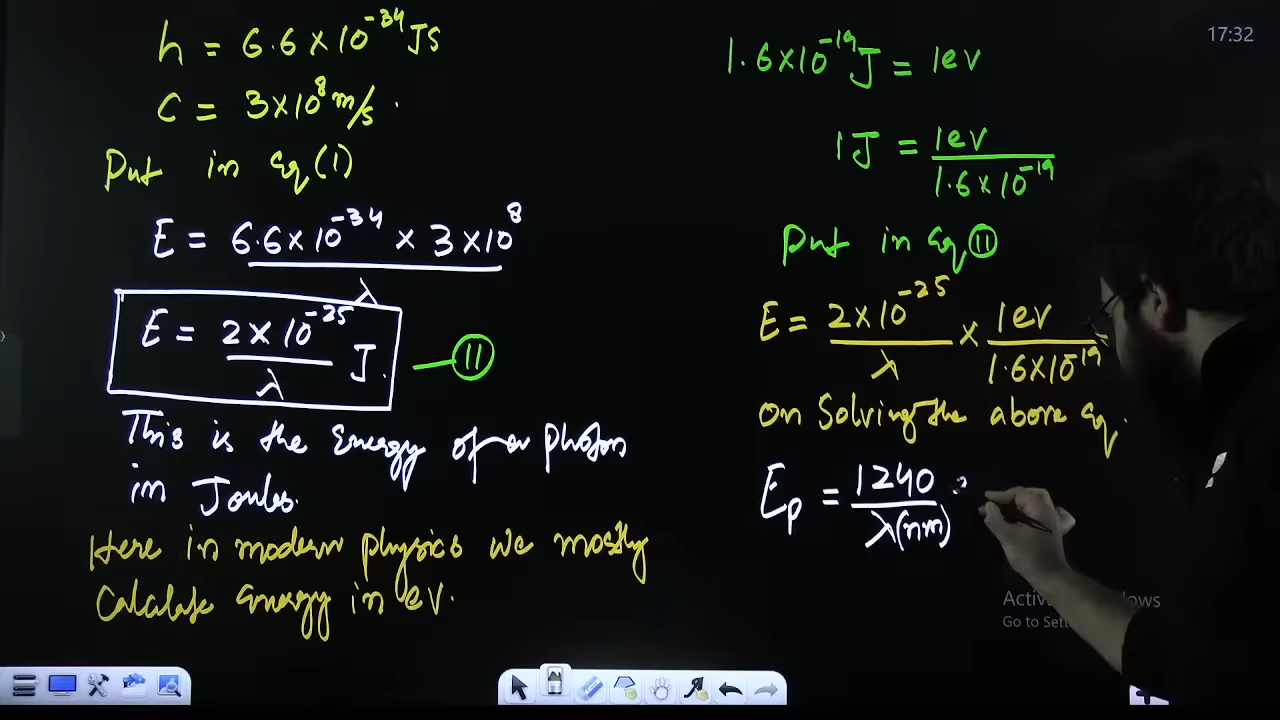 h = 6.6×10⁻³⁴ JS
C = 3×10⁸ m/s.
Put in Eq(1)
E = 6.6×10⁻³⁴ × 3×10⁸
λ
E = 2×10⁻²⁵ J.
λ
11
This is the Energy of a photon
in Joules.
Here in modern physics we mostly
Calculate Energy in ev.
17:32
1.6×10⁻¹⁹ J = 1ev
1J = 1ev
1.6×10⁻¹⁹
Put in Eq 11
E = 2×10⁻²⁵ × 1ev
λ 1.6×10⁻¹⁹
on Solving the above Eq.
Ep = 1240
λ(nm)
Go to